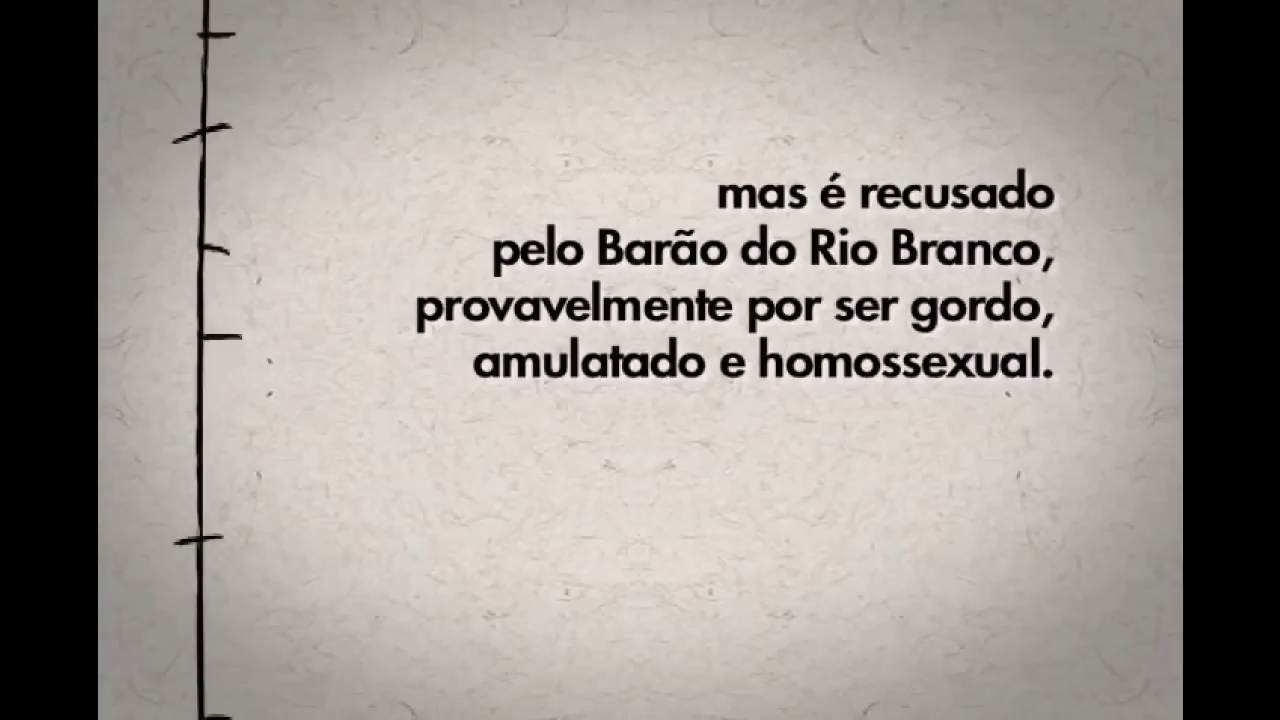 mas é recusado
pelo Barão do Rio Branco,
provavelmente por ser gordo,
amulatado e homossexual.